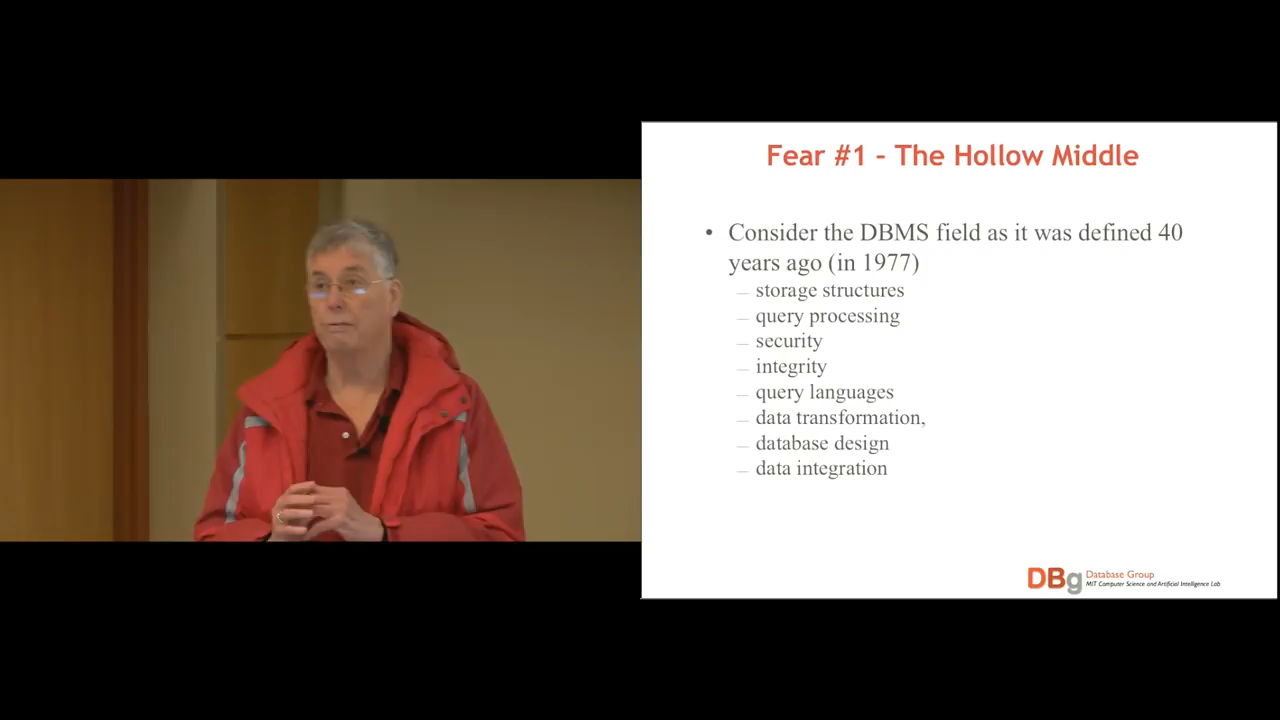 Fear #1 – The Hollow Middle
• Consider the DBMS field as it was defined 40
years ago (in 1977)
– storage structures
– query processing
– security
– integrity
– query languages
– data transformation,
– database design
– data integration
DBg Database Group
MIT Computer Science and Artificial Intelligence Lab